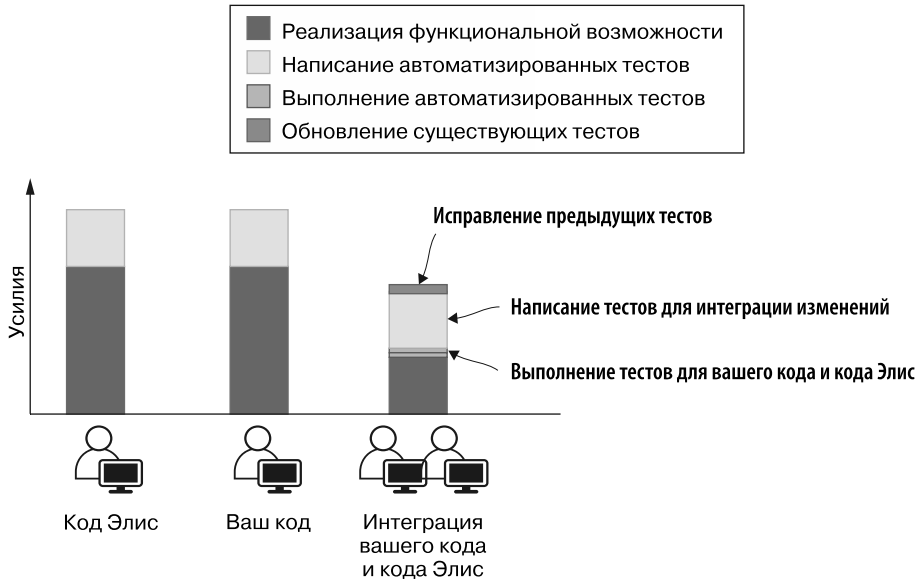 Реализация функциональной возможности
Написание автоматизированных тестов
Выполнение автоматизированных тестов
Обновление существующих тестов
Исправление предыдущих тестов
Написание тестов для интеграции изменений
Выполнение тестов для вашего кода и кода Элис
Усилия
Код Элис
Ваш код
Интеграция
вашего кода
и кода Элис